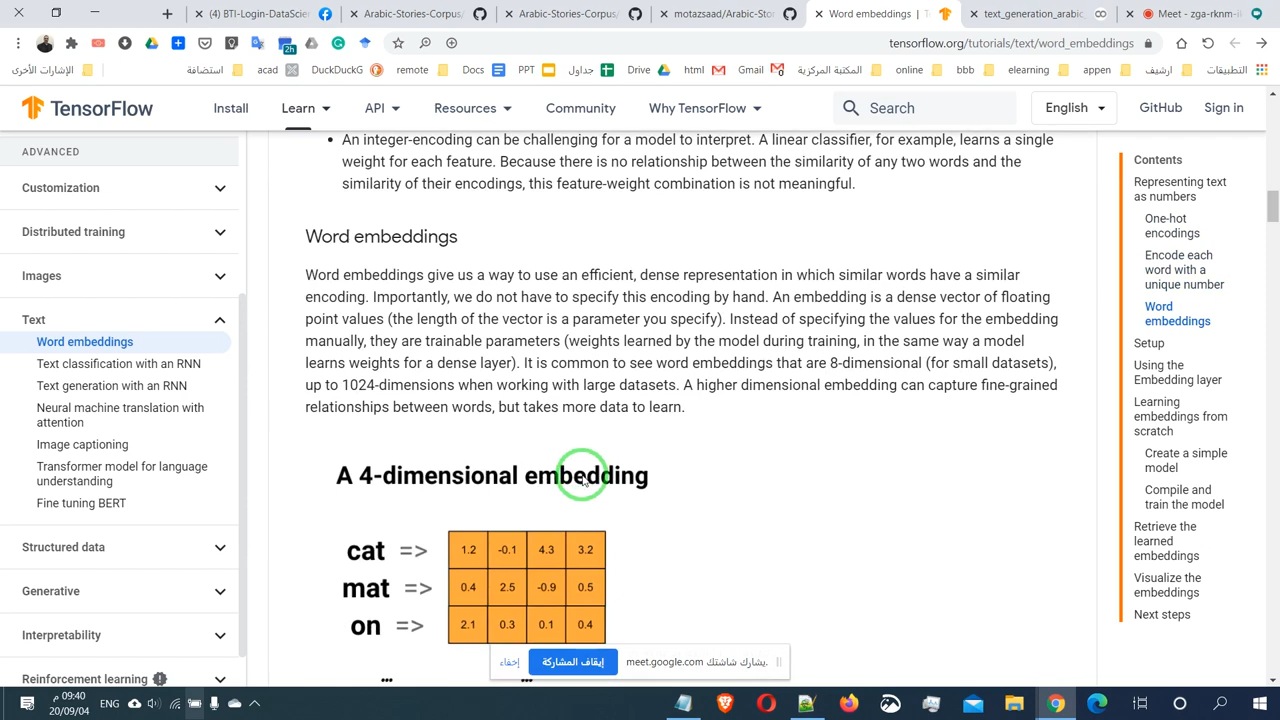 (4) BTI-Login-DataScie
Arabic-Stories-Corpus/
Arabic-Stories-Corpus/
motazsaad/Arabic-Stor
Word embeddings | T
text_generation_arabic_
Meet - zga-rknm-i
2h
tensorflow.org/tutorials/text/word_embeddings
الإشارات الأخرى
استضافة
acad
DuckDuckG
remote
Docs
PPT
جداول
Drive
html
Gmail
المكتبة المركزية
online
bbb
elearning
appen
ارشيف
التطبيقات
TensorFlow
Install
Learn
API
Resources
Community
Why TensorFlow
Search
English
GitHub
Sign in
ADVANCED
Customization
Distributed training
Images
Text
Word embeddings
Text classification with an RNN
Text generation with an RNN
Neural machine translation with
attention
Image captioning
Transformer model for language
understanding
Fine tuning BERT
Structured data
Generative
Interpretability
Reinforcement learning
An integer-encoding can be challenging for a model to interpret. A linear classifier, for example, learns a single
weight for each feature. Because there is no relationship between the similarity of any two words and the
similarity of their encodings, this feature-weight combination is not meaningful.
Word embeddings
Word embeddings give us a way to use an efficient, dense representation in which similar words have a similar
encoding. Importantly, we do not have to specify this encoding by hand. An embedding is a dense vector of floating
point values (the length of the vector is a parameter you specify). Instead of specifying the values for the embedding
manually, they are trainable parameters (weights learned by the model during training, in the same way a model
learns weights for a dense layer). It is common to see word embeddings that are 8-dimensional (for small datasets),
up to 1024-dimensions when working with large datasets. A higher dimensional embedding can capture fine-grained
relationships between words, but takes more data to learn.
A 4-dimensional embedding
cat => 1.2 -0.1 4.3 3.2
mat => 0.4 2.5 -0.9 0.5
on => 2.1 0.3 0.1 0.4
... ...
Contents
Representing text
as numbers
One-hot
encodings
Encode each
word with a
unique number
Word
embeddings
Setup
Using the
Embedding layer
Learning
embeddings from
scratch
Create a simple
model
Compile and
train the model
Retrieve the
learned
embeddings
Visualize the
embeddings
Next steps
يشارك شاشتك meet.google.com.
إيقاف المشاركة
إخفاء
09:40 م
20/09/04
ENG